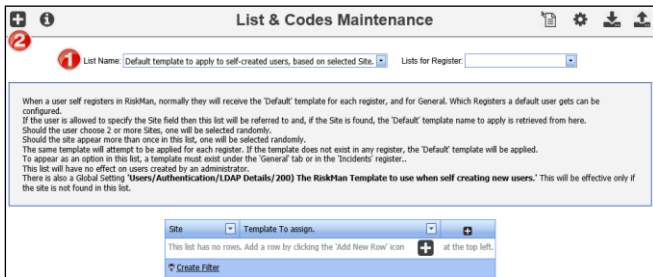 List & Codes Maintenance
2
1 List Name: Default template to apply to self-created users, based on selected Site. Lists for Register:
When a user self registers in RiskMan, normally they will receive the 'Default' template for each register, and for General. Which Registers a default user gets can be
configured.
If the user is allowed to specify the Site field then this list will be referred to and, if the Site is found, the 'Default' template name to apply is retrieved from here.
Should the user choose 2 or more Sites, one will be selected randomly.
Should the site appear more than once in this list, one will be selected randomly.
The same template will attempt to be applied for each register. If the template does not exist in any register, the 'Default' template will be applied.
To appear as an option in this list, a template must exist under the 'General' tab or in the 'Incidents' register..
This list will have no effect on users created by an administrator.
There is also a Global Setting 'Users/Authentication/LDAP Details/200) The RiskMan Template to use when self creating new users.' This will be effective only if
the site is not found in this list.
Site Template To assign.
This list has no rows. Add a row by clicking the 'Add New Row' icon at the top left.
Create Filter